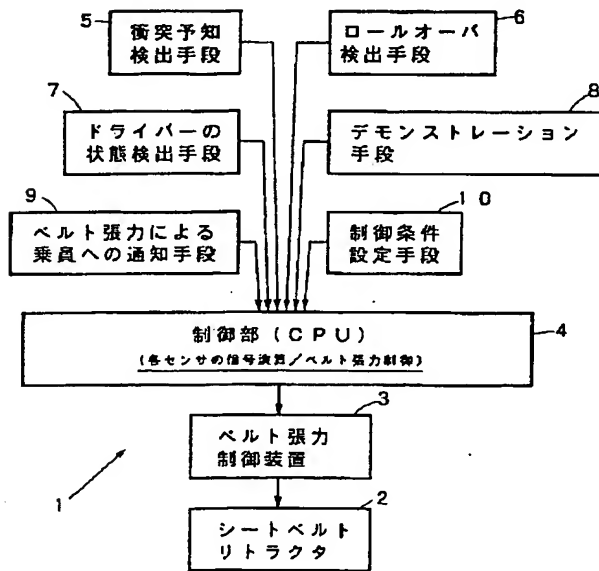 5
衝突予知
検出手段
6
ロールオーバ
検出手段
7
ドライバーの
状態検出手段
8
デモンストレーション
手段
9
ベルト張力による
乗員への通知手段
10
制御条件
設定手段
制御部(CPU)
(各センサの信号演算/ベルト張力制御)
4
3
ベルト張力
制御装置
1
2
シートベルト
リトラクタ